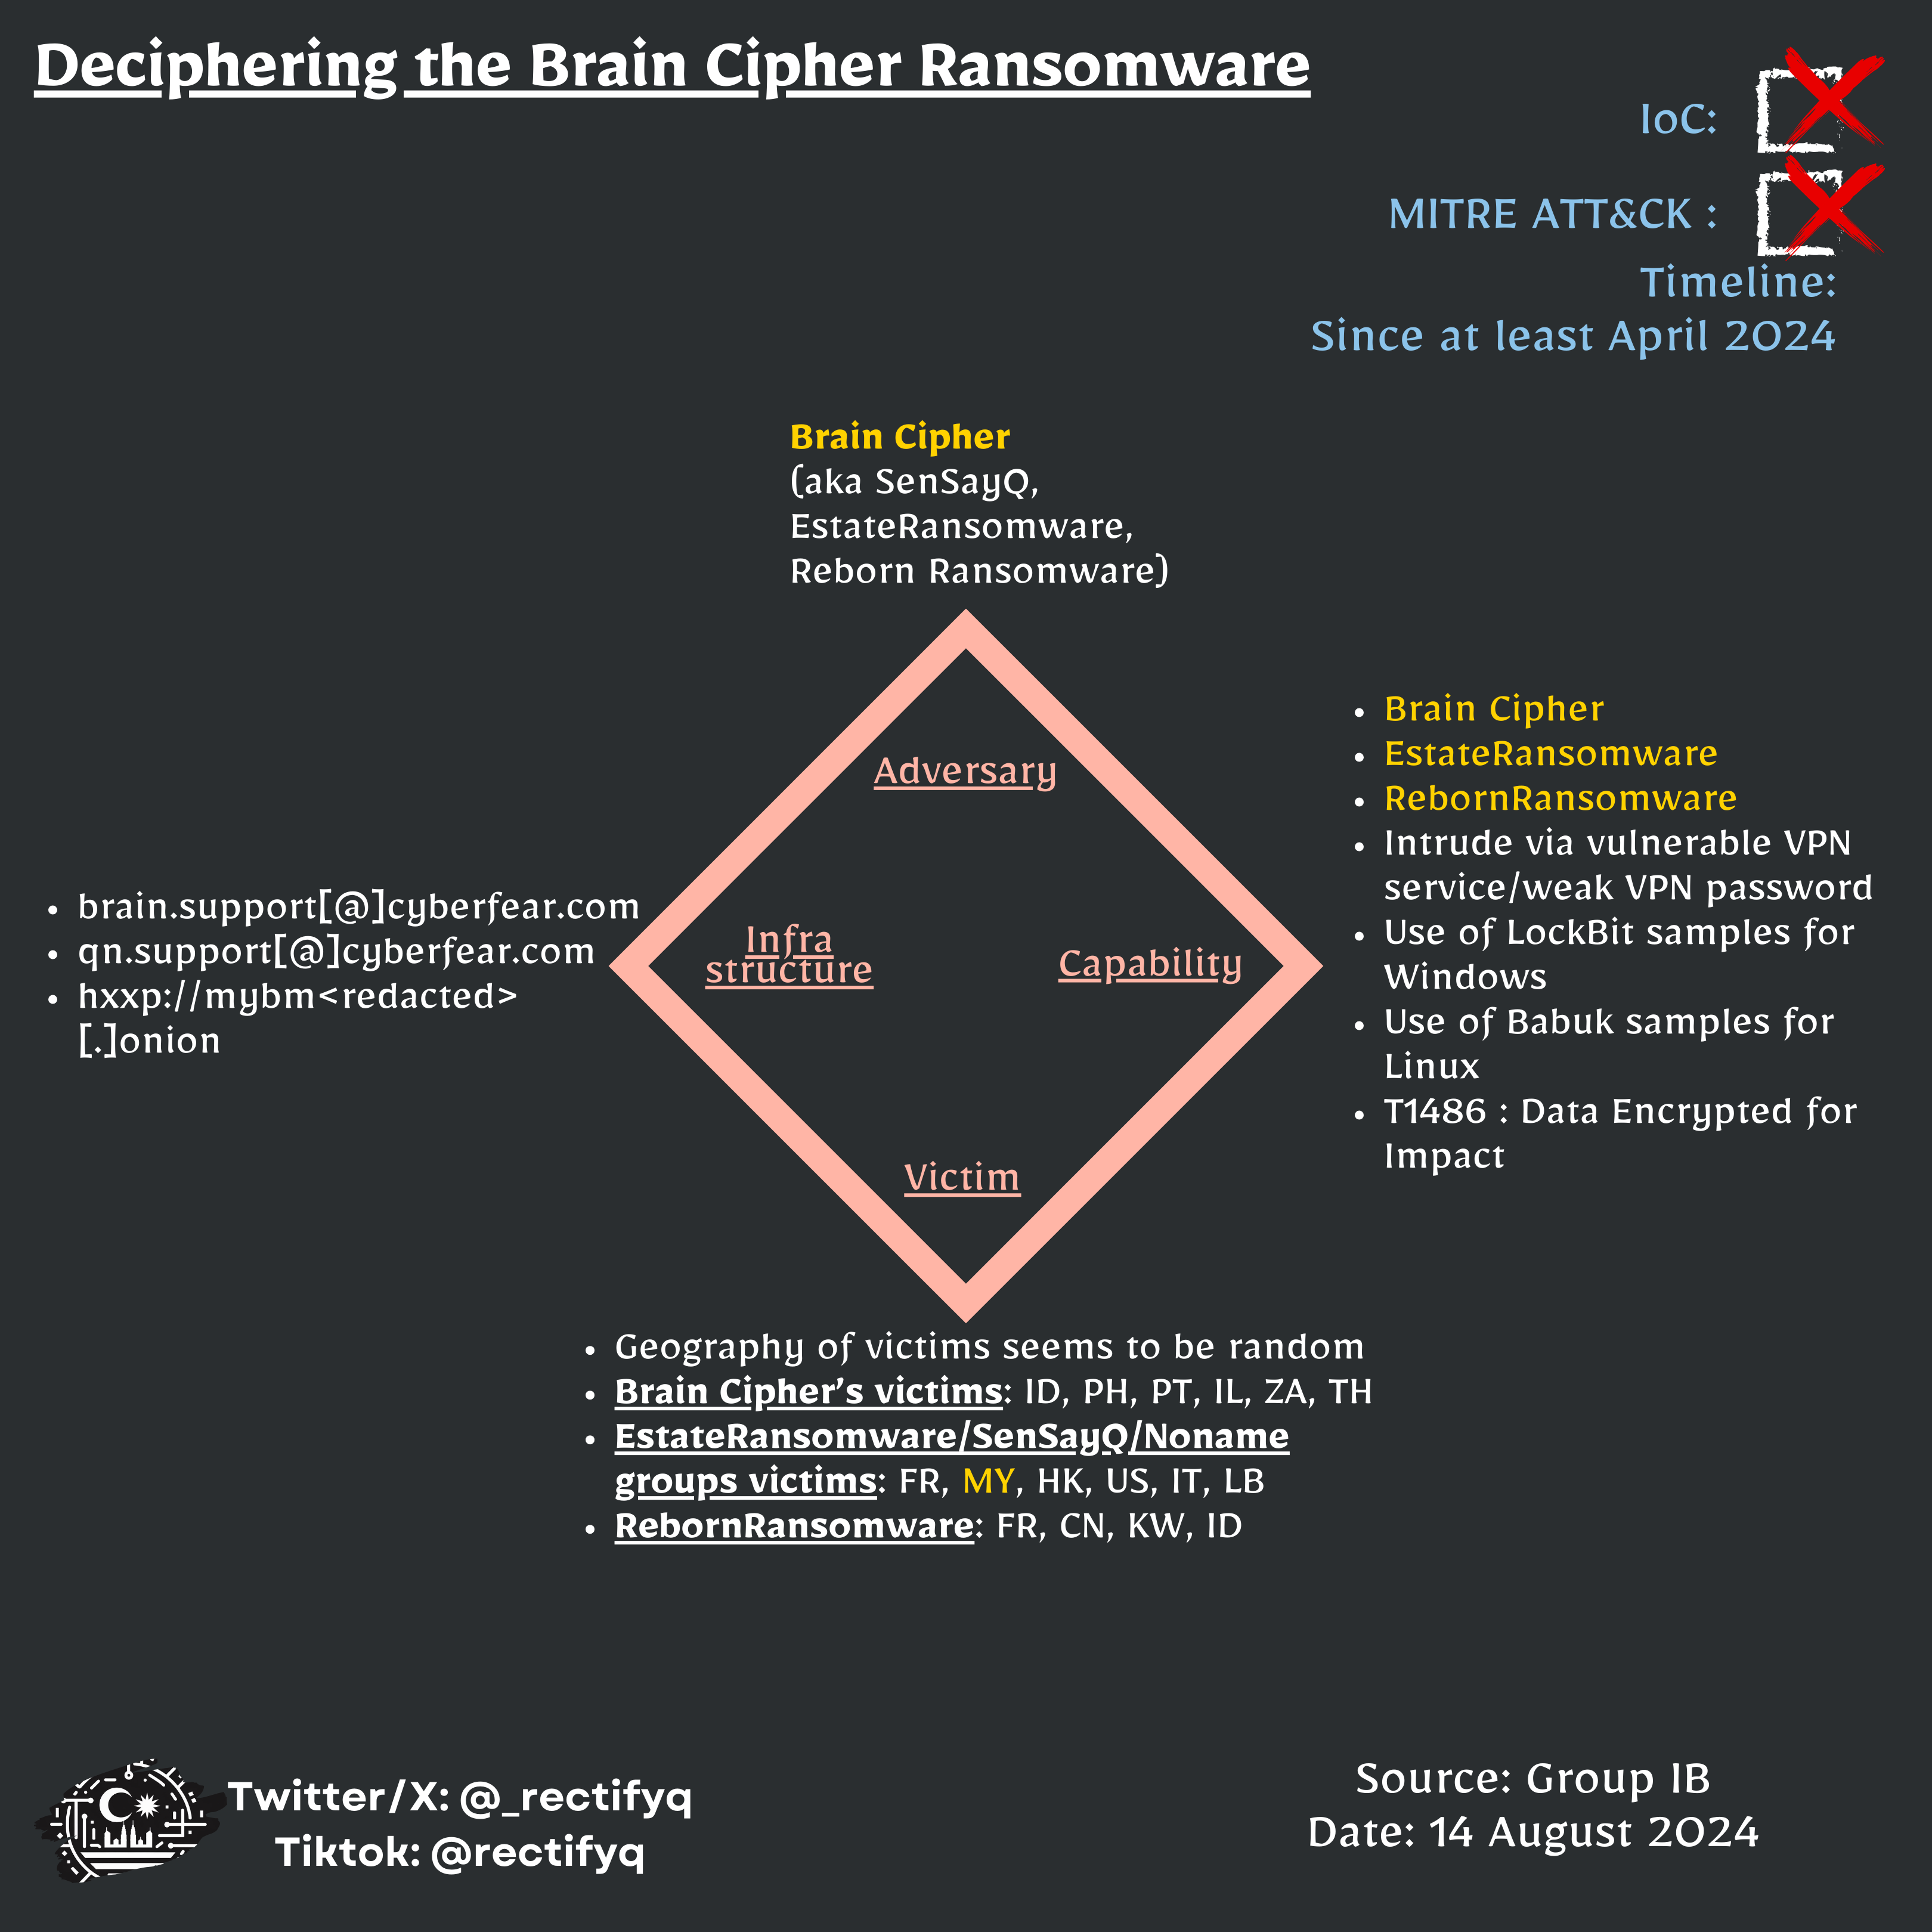 Deciphering the Brain Cipher Ransomware
IoC:
MITRE ATT&CK :
Timeline:
Since at least April 2024
Brain Cipher
(aka SenSayQ,
EstateRansomware,
Reborn Ransomware)
Adversary
Infra
structure
Capability
Victim
• brain.support[@]cyberfear.com
• qn.support[@]cyberfear.com
• hxxp://mybm<redacted>
[.]onion
• Brain Cipher
• EstateRansomware
• RebornRansomware
• Intrude via vulnerable VPN
service/weak VPN password
• Use of LockBit samples for
Windows
• Use of Babuk samples for
Linux
• T1486 : Data Encrypted for
Impact
• Geography of victims seems to be random
• Brain Cipher's victims: ID, PH, PT, IL, ZA, TH
• EstateRansomware/SenSayQ/Noname
groups victims: FR, MY, HK, US, IT, LB
• RebornRansomware: FR, CN, KW, ID
Twitter/X: @_rectifyq
Tiktok: @rectifyq
Source: Group IB
Date: 14 August 2024